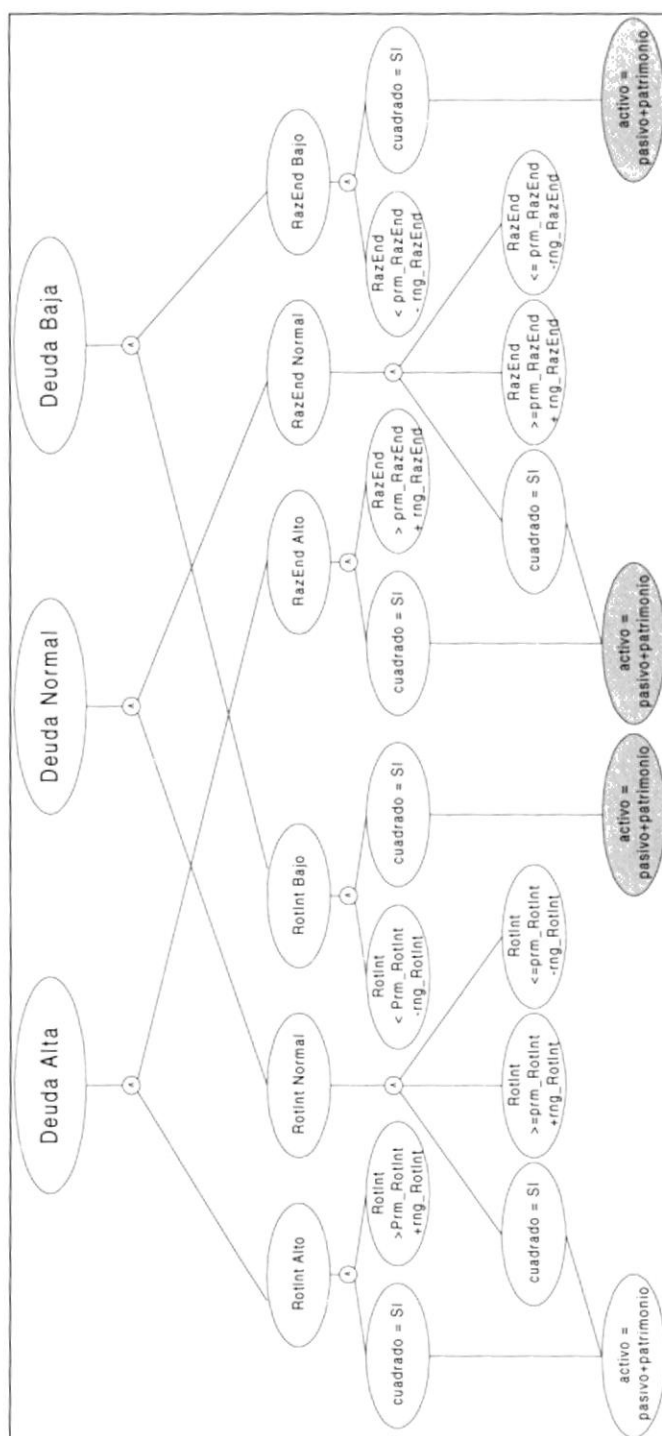 Deuda Alta
Deuda Normal
Deuda Baja
^
^
^
RotInt Alto
RotInt Normal
RotInt Bajo
RazEnd Alto
RazEnd Normal
RazEnd Bajo
^
^
^
^
^
^
cuadrado = SI
RotInt
>Prm_RotInt
+rng_RotInt
RotInt
< Prm_RotInt
-rng_RotInt
cuadrado = SI
cuadrado = SI
RazEnd
> prm_RazEnd
+ rng_RazEnd
RazEnd
< prm_RazEnd
- rng_RazEnd
cuadrado = SI
cuadrado = SI
RotInt
>=prm_RotInt
+rng_RotInt
RotInt
<=prm_RotInt
-rng_RotInt
cuadrado = SI
RazEnd
>=prm_RazEnd
+ rng_RazEnd
RazEnd
<= prm_RazEnd
-rng_RazEnd
activo =
pasivo+patrimonio
activo =
pasivo+patrimonio
activo =
pasivo+patrimonio
activo =
pasivo+patrimonio